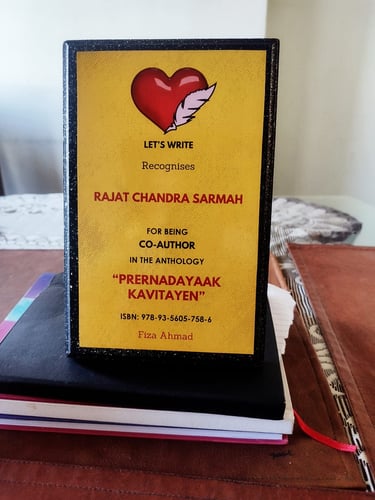 LET'S WRITE
Recognises
RAJAT CHANDRA SARMAH
FOR BEING
CO-AUTHOR
IN THE ANTHOLOGY
“PRERNADAYAAK
KAVITAYEN”
ISBN: 978-93-5605-758-6
Fiza Ahmad